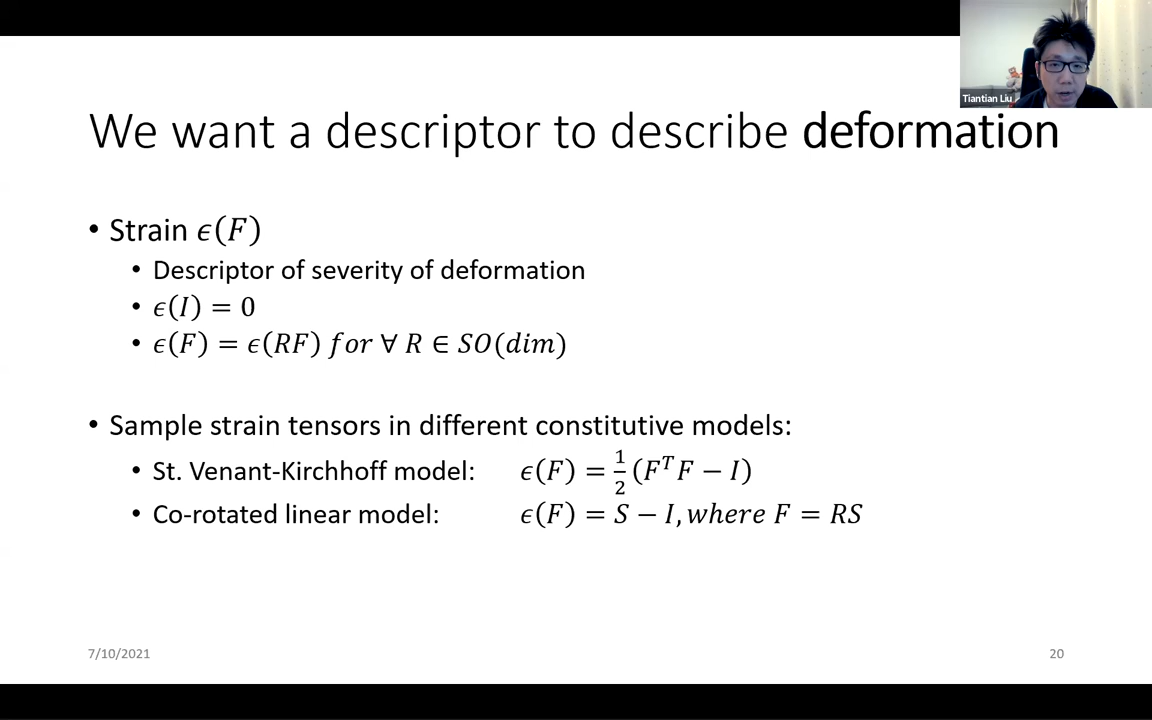 Tiantian Liu
We want a descriptor to describe deformation
• Strain 𝜖(𝐹)
• Descriptor of severity of deformation
• 𝜖(𝐼) = 0
• 𝜖(𝐹) = 𝜖(𝑅𝐹) 𝑓𝑜𝑟 ∀ 𝑅 ∈ 𝑆𝑂(𝑑𝑖𝑚)
• Sample strain tensors in different constitutive models:
• St. Venant-Kirchhoff model: 𝜖(𝐹) = 1/2 (𝐹ᵀ𝐹 − 𝐼)
• Co-rotated linear model: 𝜖(𝐹) = 𝑆 − 𝐼, 𝑤ℎ𝑒𝑟𝑒 𝐹 = 𝑅𝑆
7/10/2021
20